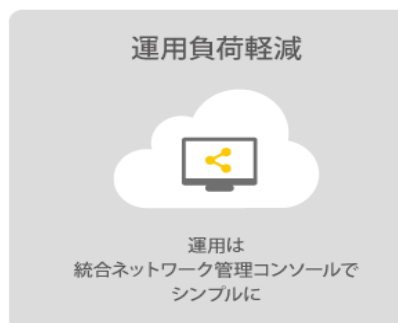 運用負荷軽減
運用は
統合ネットワーク管理コンソールで
シンプルに